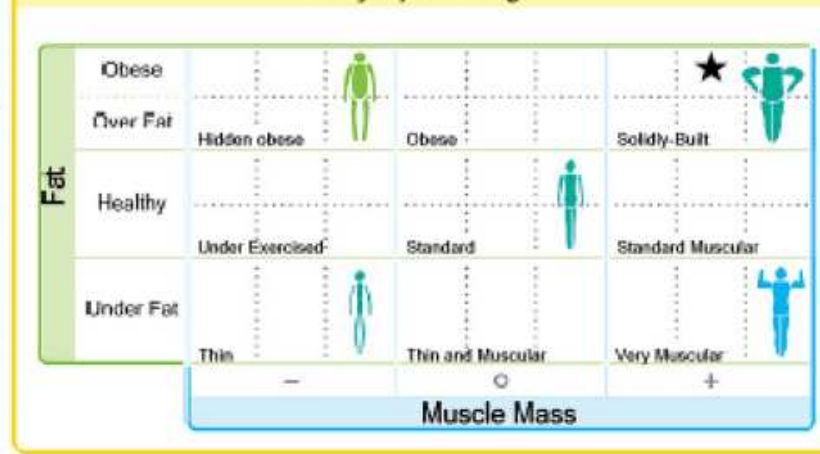 Obese
Over Fat
Hidden obese
Obese
Solidly-Built
Fat
Healthy
Under Exercised
Standard
Standard Muscular
Under Fat
Thin
Thin and Muscular
Very Muscular
− ○ +
Muscle Mass